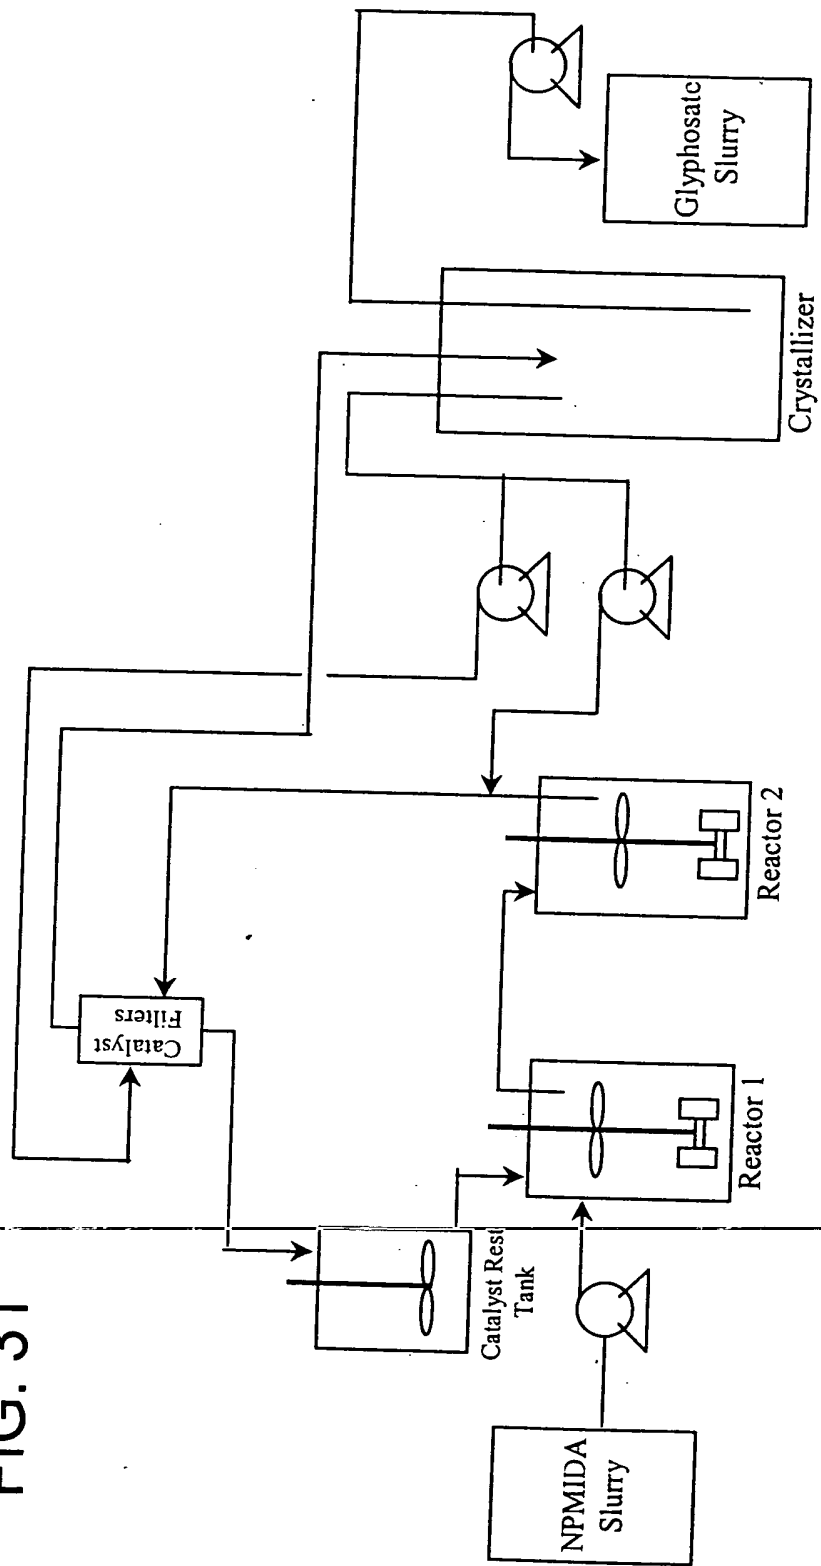 FIG. 31
NPMIDA
Slurry
Catalyst Rest
Tank
Reactor 1
Catalyst
Filters
Reactor 2
Crystallizer
Glyphosate
Slurry